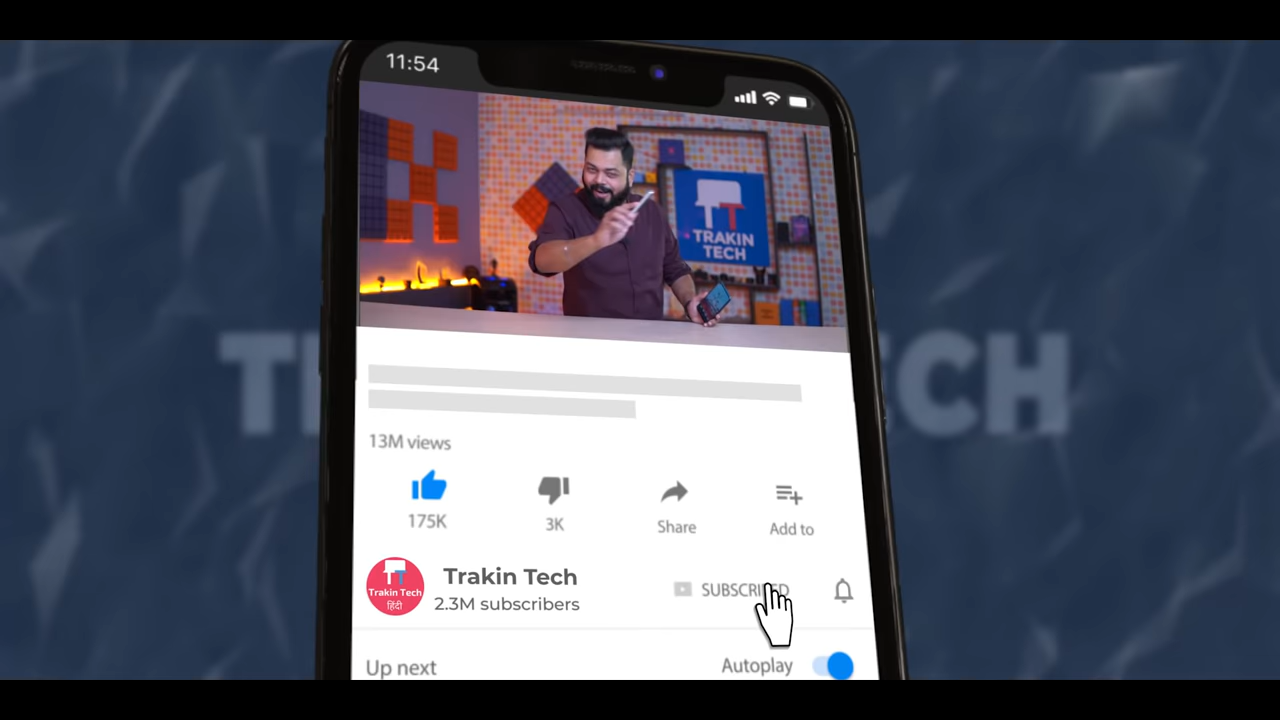 11:54
TRAKIN
TECH
13M views
175K
3K
Share
Add to
Trakin Tech
हिंदी
Trakin Tech
2.3M subscribers
SUBSCRIBED
Up next
Autoplay